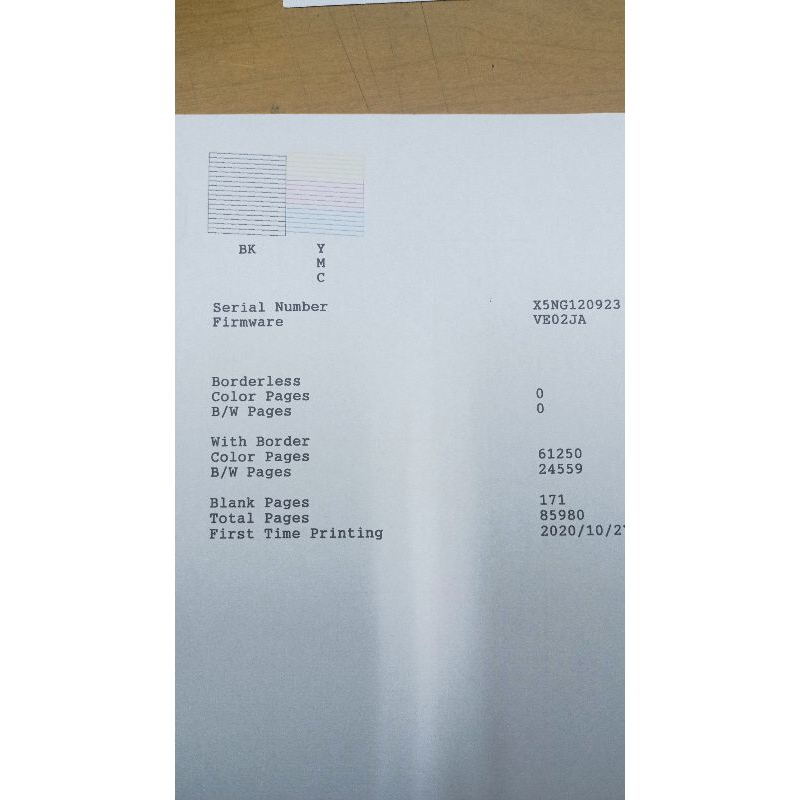 BK Y
M
C
Serial Number X5NG120923
Firmware VE02JA
Borderless
Color Pages 0
B/W Pages 0
With Border
Color Pages 61250
B/W Pages 24559
Blank Pages 171
Total Pages 85980
First Time Printing 2020/10/2